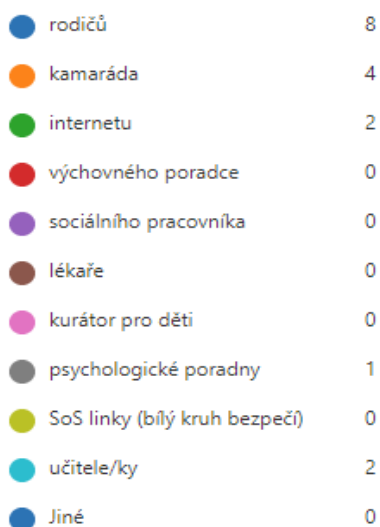 rodičů 8
kamaráda 4
internetu 2
výchovného poradce 0
sociálního pracovníka 0
lékaře 0
kurátor pro děti 0
psychologické poradny 1
SoS linky (bílý kruh bezpečí) 0
učitele/ky 2
Jiné 0